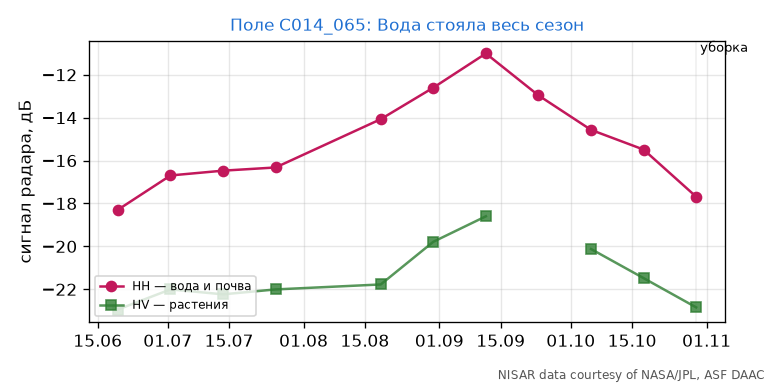 Поле C014_065: Вода стояла весь сезон
уборка
сигнал радара, дБ
−12
−14
−16
−18
−20
−22
HH — вода и почва
HV — растения
15.06 01.07 15.07 01.08 15.08 01.09 15.09 01.10 15.10 01.11
NISAR data courtesy of NASA/JPL, ASF DAAC